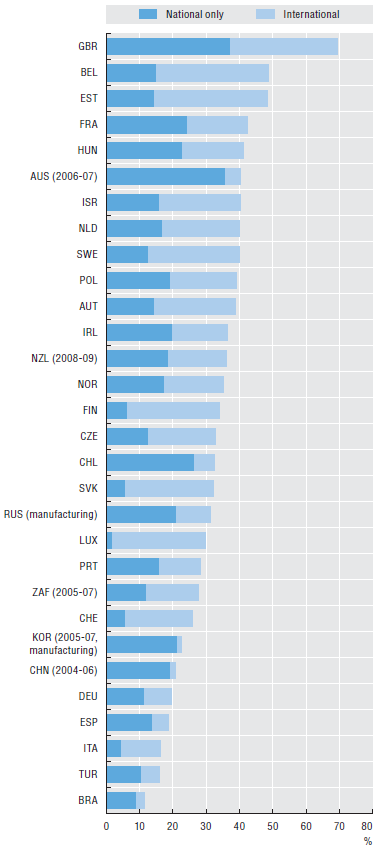 National only
International
GBR
BEL
EST
FRA
HUN
AUS (2006-07)
ISR
NLD
SWE
POL
AUT
IRL
NZL (2008-09)
NOR
FIN
CZE
CHL
SVK
RUS (manufacturing)
LUX
PRT
ZAF (2005-07)
CHE
KOR (2005-07,
manufacturing)
CHN (2004-06)
DEU
ESP
ITA
TUR
BRA
0 10 20 30 40 50 60 70 80
%